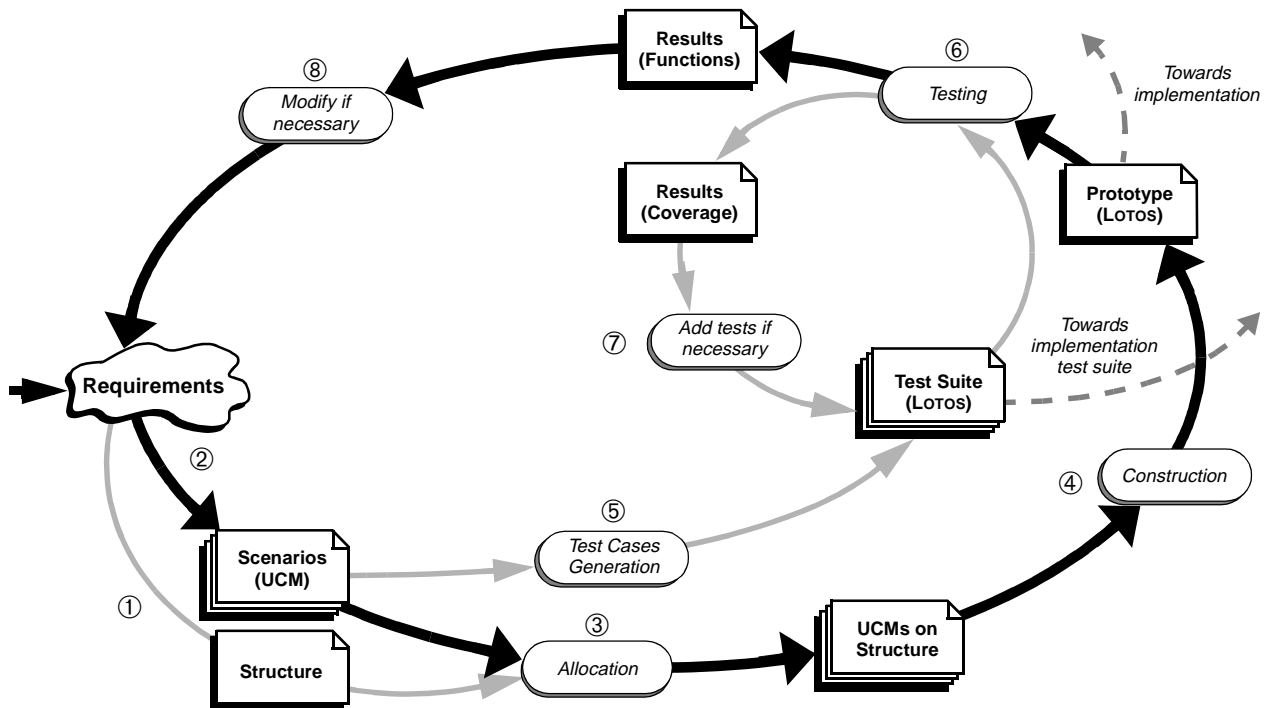 Results
(Functions)
⑥
Testing
Towards
implementation
⑧
Modify if
necessary
Results
(Coverage)
Prototype
(LOTOS)
⑦
Add tests if
necessary
Towards
implementation
test suite
Requirements
Test Suite
(LOTOS)
②
④
Construction
⑤
Test Cases
Generation
Scenarios
(UCM)
①
③
Allocation
UCMs on
Structure
Structure